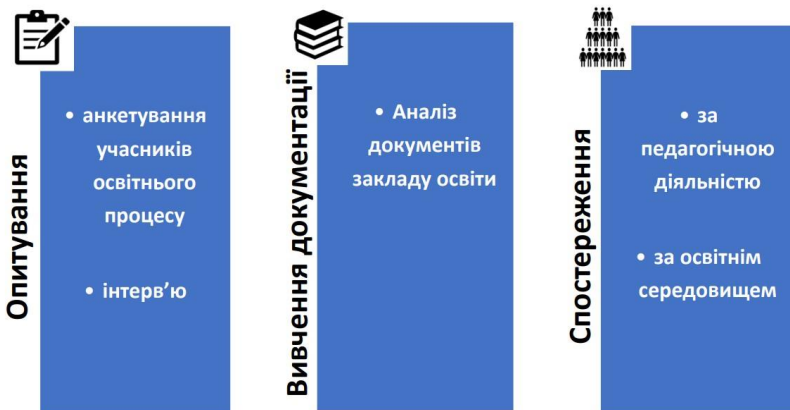 Опитування
• анкетування
учасників
освітнього
процесу
• інтерв’ю
Вивчення документації
• Аналіз
документів
закладу освіти
Спостереження
• за
педагогічною
діяльністю
• за освітнім
середовищем